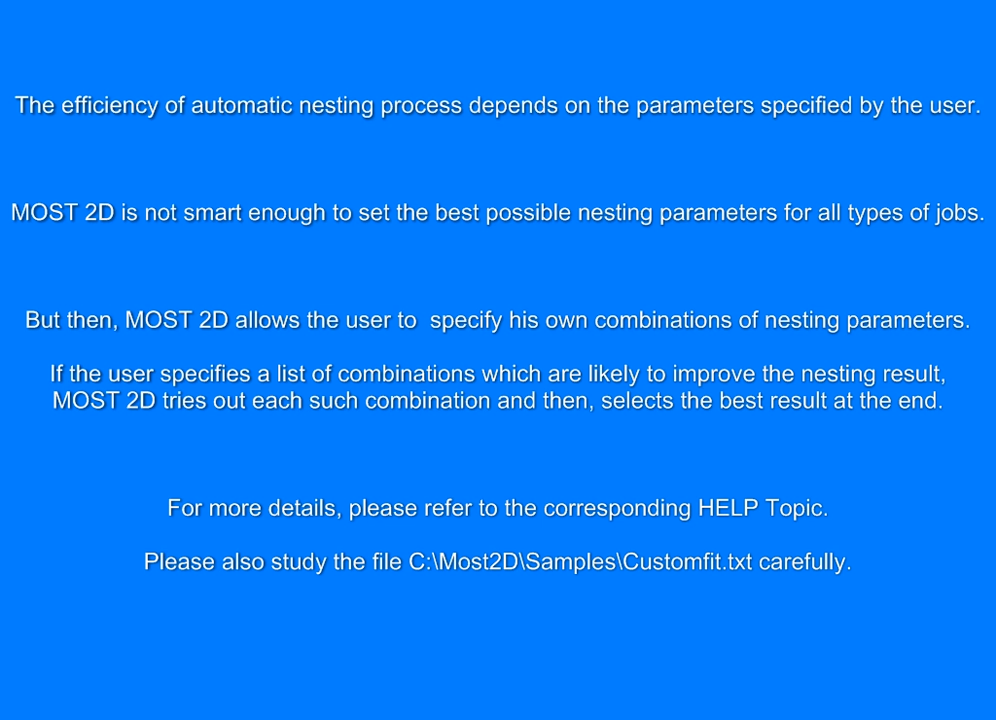 The efficiency of automatic nesting process depends on the parameters specified by the user.
MOST 2D is not smart enough to set the best possible nesting parameters for all types of jobs.
But then, MOST 2D allows the user to  specify his own combinations of nesting parameters.
If the user specifies a list of combinations which are likely to improve the nesting result,
MOST 2D tries out each such combination and then, selects the best result at the end.
For more details, please refer to the corresponding HELP Topic.
Please also study the file C:\Most2D\Samples\Customfit.txt carefully.